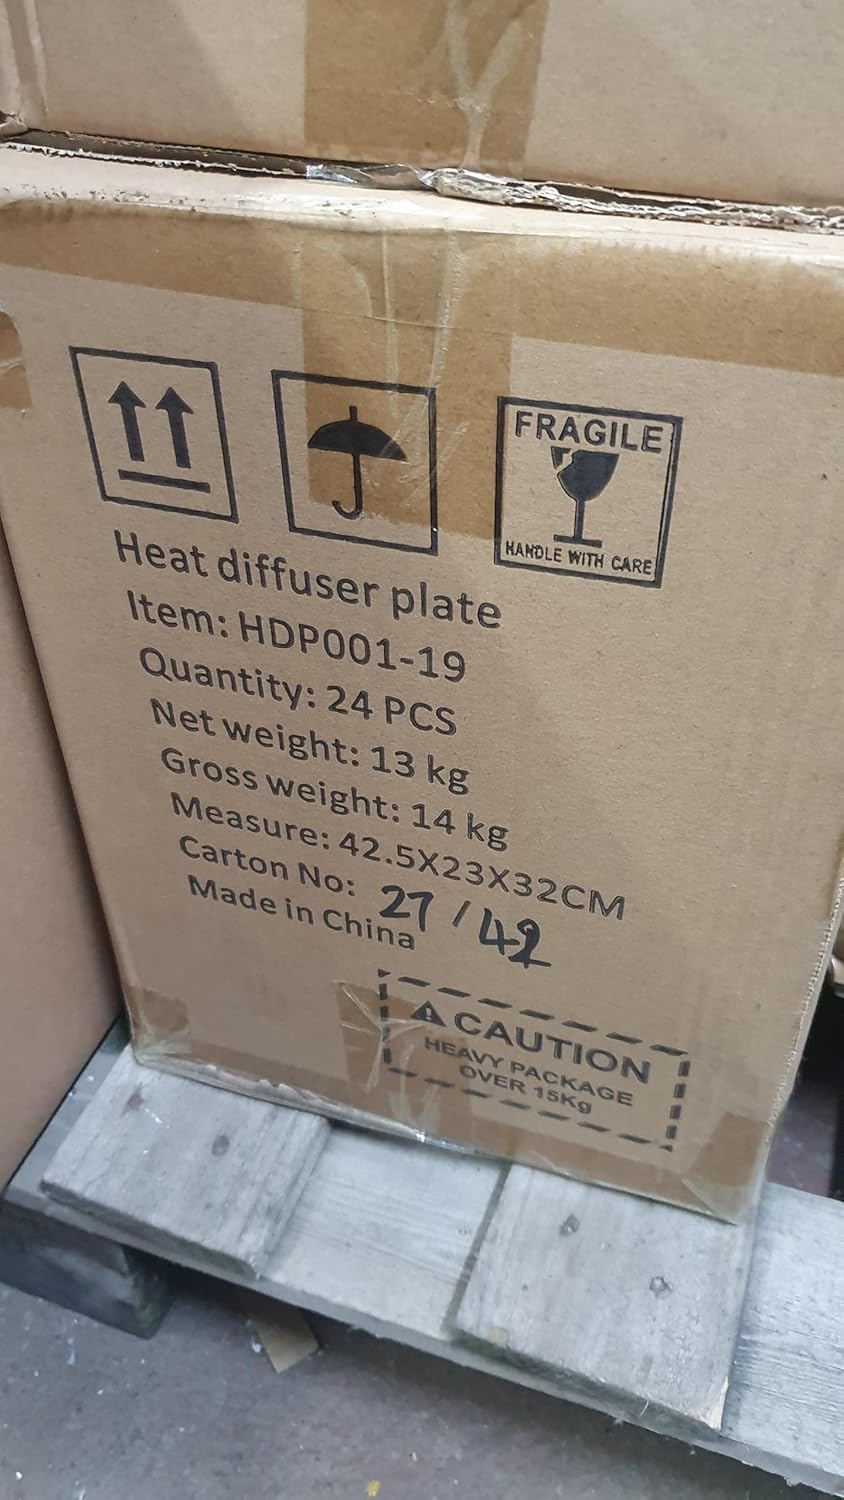 FRAGILE
HANDLE WITH CARE
Heat diffuser plate
Item: HDP001-19
Quantity: 24 PCS
Net weight: 13 kg
Gross weight: 14 kg
Measure: 42.5X23X32CM
Carton No: 27/42
Made in China
CAUTION
HEAVY PACKAGE
OVER 15Kg